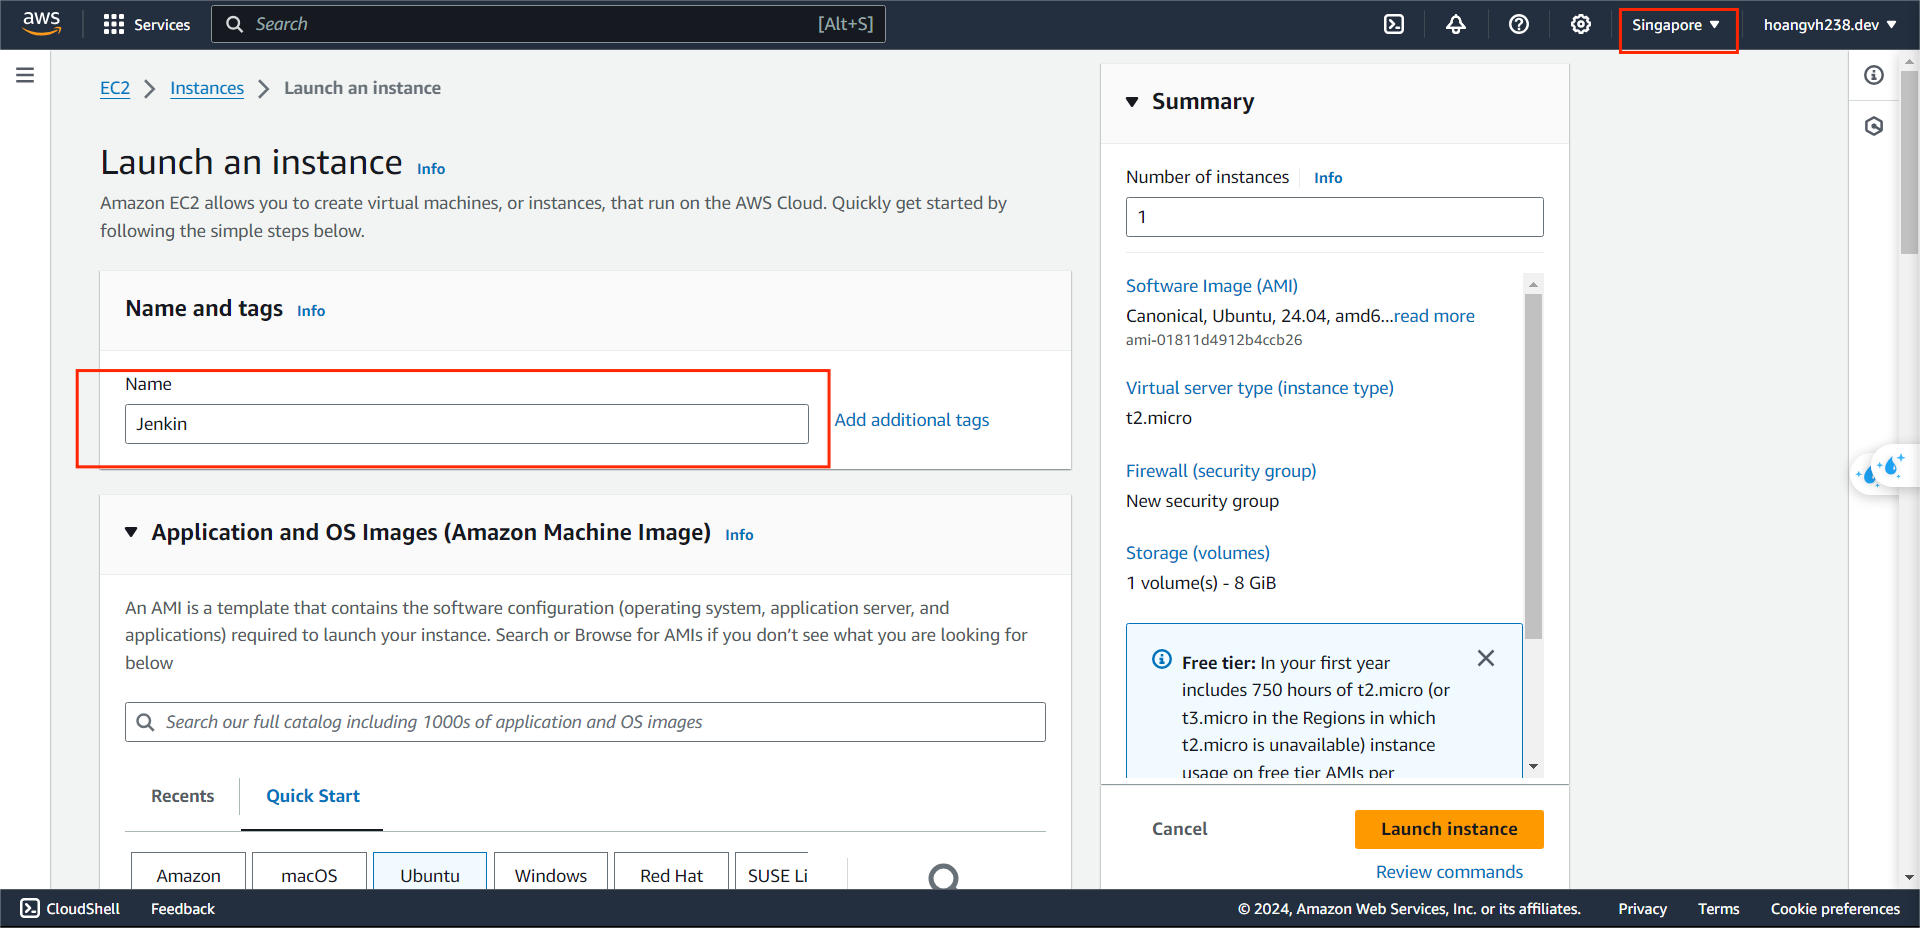 aws
Services
Search
[Alt+S]
Singapore
hoangvh238.dev
EC2
Instances
Launch an instance
Launch an instance Info
Amazon EC2 allows you to create virtual machines, or instances, that run on the AWS Cloud. Quickly get started by
following the simple steps below.
Name and tags Info
Name
Jenkin
Add additional tags
Application and OS Images (Amazon Machine Image) Info
An AMI is a template that contains the software configuration (operating system, application server, and
applications) required to launch your instance. Search or Browse for AMIs if you don’t see what you are looking for
below
Search our full catalog including 1000s of application and OS images
Recents
Quick Start
Amazon
macOS
Ubuntu
Windows
Red Hat
SUSE Li
Summary
Number of instances Info
1
Software Image (AMI)
Canonical, Ubuntu, 24.04, amd6...read more
ami-01811d4912b4ccb26
Virtual server type (instance type)
t2.micro
Firewall (security group)
New security group
Storage (volumes)
1 volume(s) - 8 GiB
Free tier: In your first year
includes 750 hours of t2.micro (or
t3.micro in the Regions in which
t2.micro is unavailable) instance
usage on free tier AMIs per
Cancel
Launch instance
Review commands
CloudShell
Feedback
© 2024, Amazon Web Services, Inc. or its affiliates.
Privacy
Terms
Cookie preferences